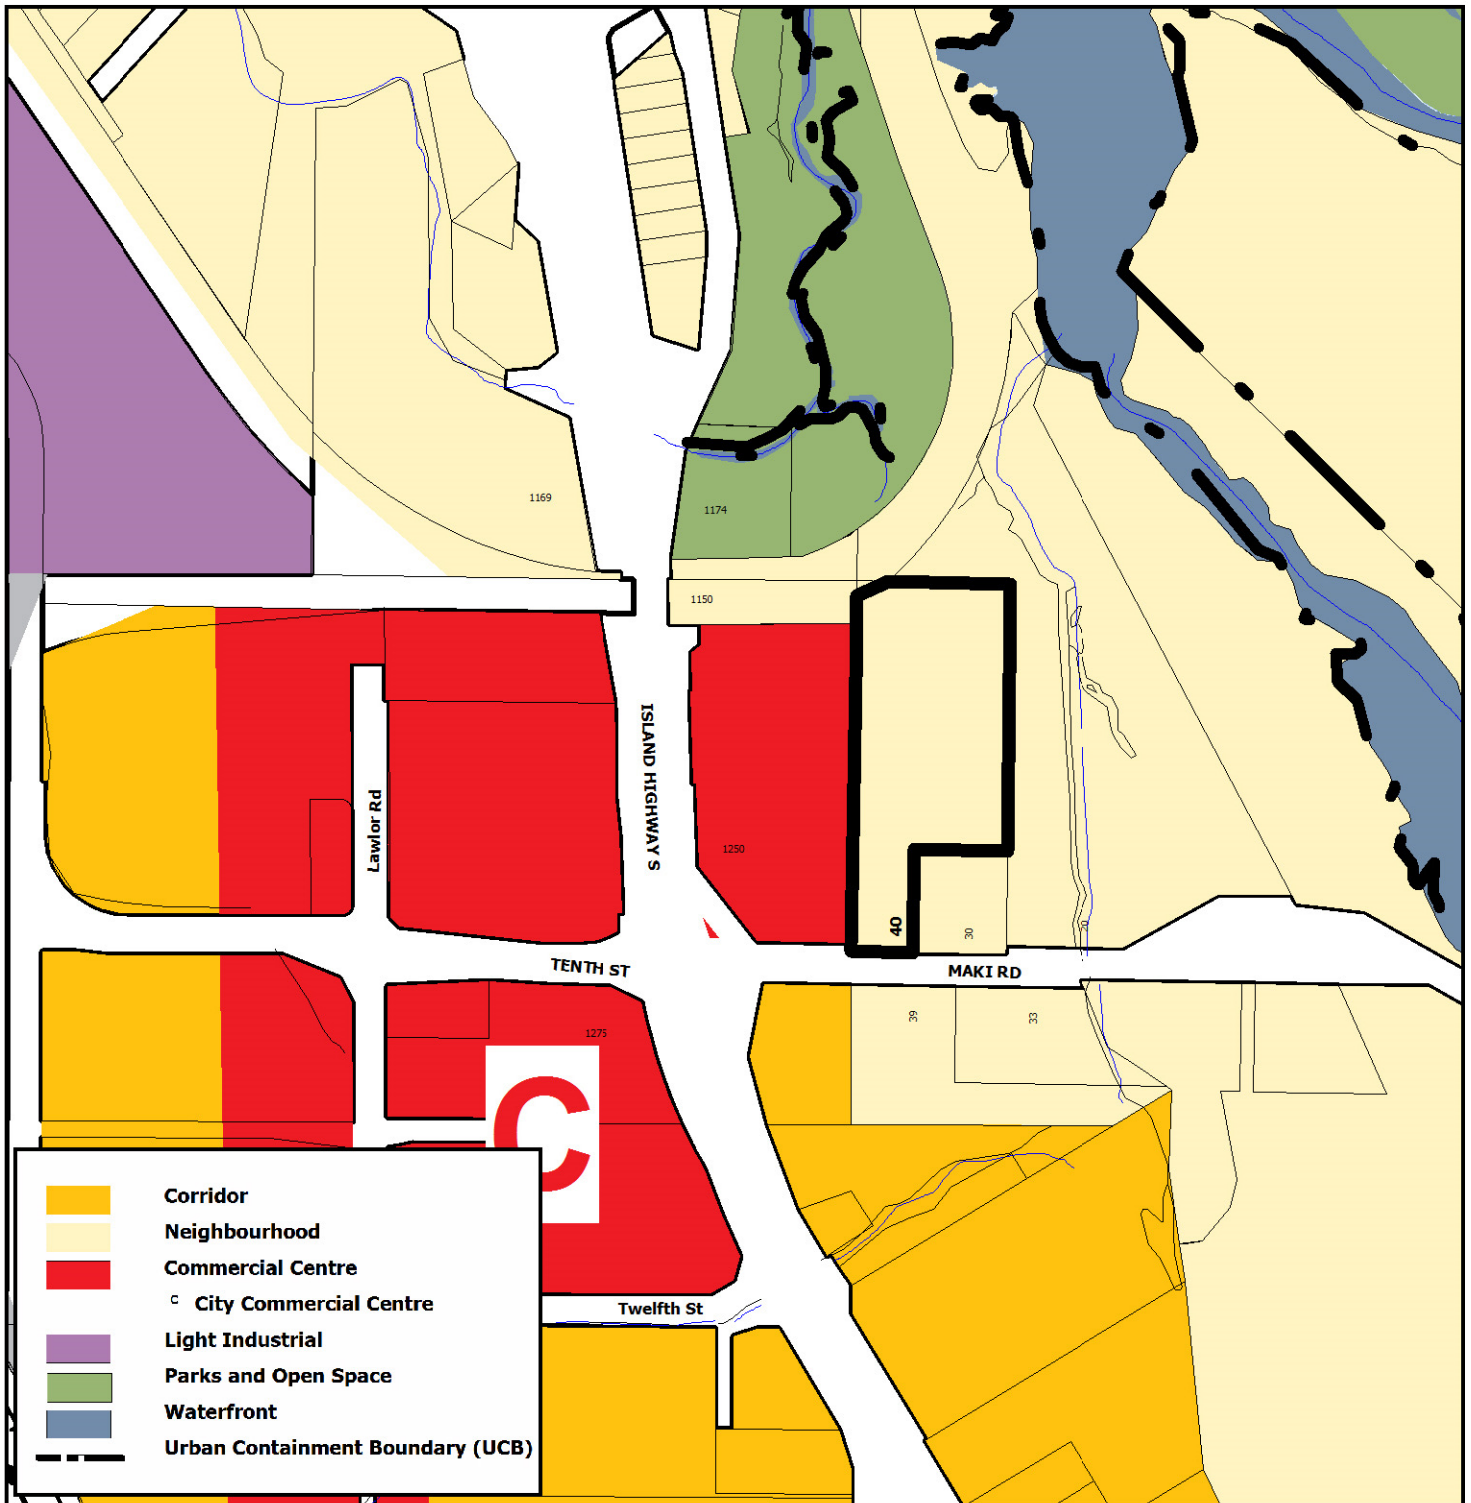 1169
1174
1150
ISLAND HIGHWAY S
Lawlor Rd
1250
40
30
20
TENTH ST
MAKI RD
39
33
1275
C
Corridor
Neighbourhood
Commercial Centre
C City Commercial Centre
Light Industrial
Parks and Open Space
Waterfront
Urban Containment Boundary (UCB)
Twelfth St